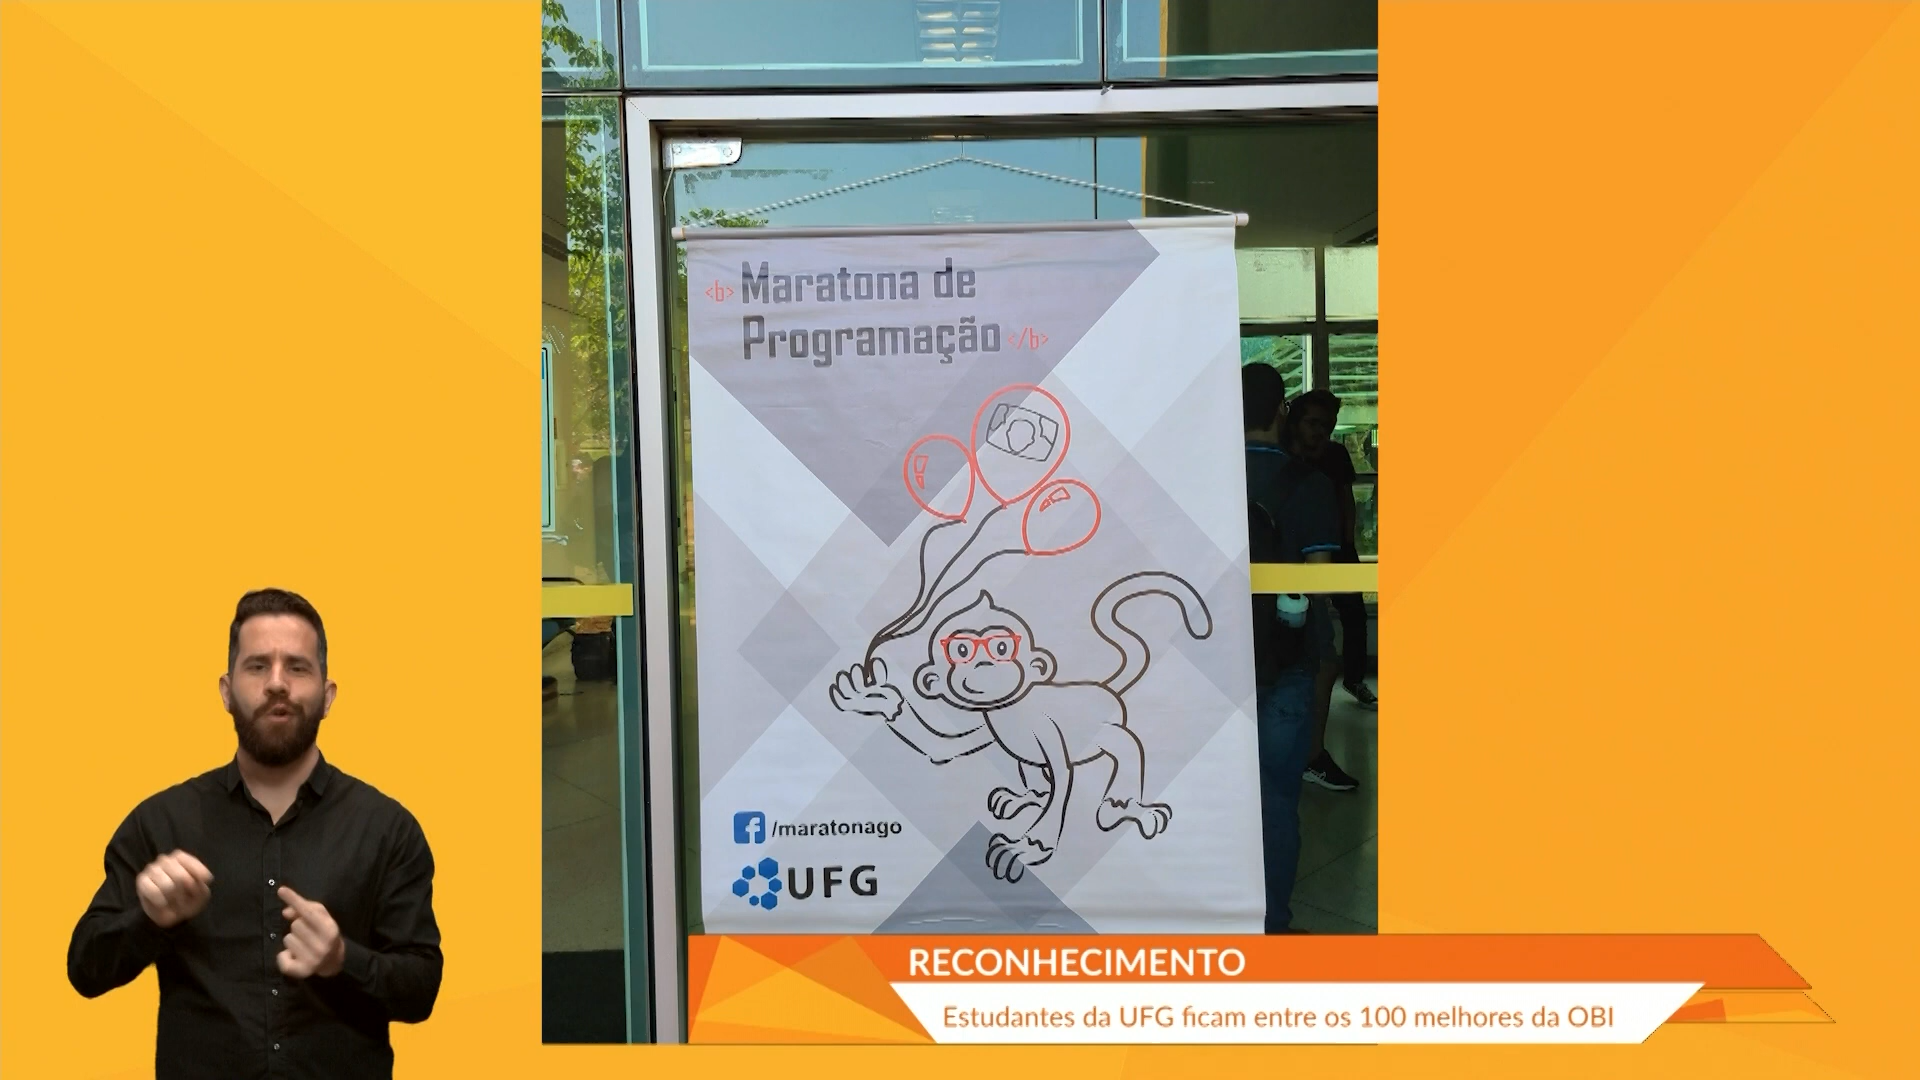 <b> Maratona de
Programação </b>
/maratonago
UFG
RECONHECIMENTO
Estudantes da UFG ficam entre os 100 melhores da OBI